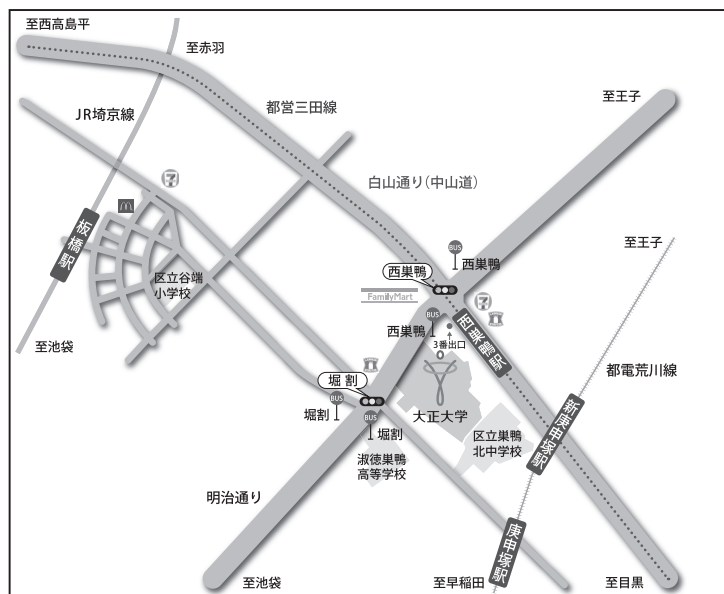 至西高島平
至赤羽
JR埼京線
都営三田線
至王子
白山通り(中山道)
板橋駅
BUS
西巣鴨
至王子
区立谷端
小学校
西巣鴨
FamilyMart
BUS
西巣鴨
3番出口
西巣鴨駅
至池袋
都電荒川線
堀割
BUS
堀割
BUS
堀割
大正大学
区立巣鴨
北中学校
新庚申塚駅
淑徳巣鴨
高等学校
明治通り
庚申塚駅
至池袋
至早稲田
至目黒